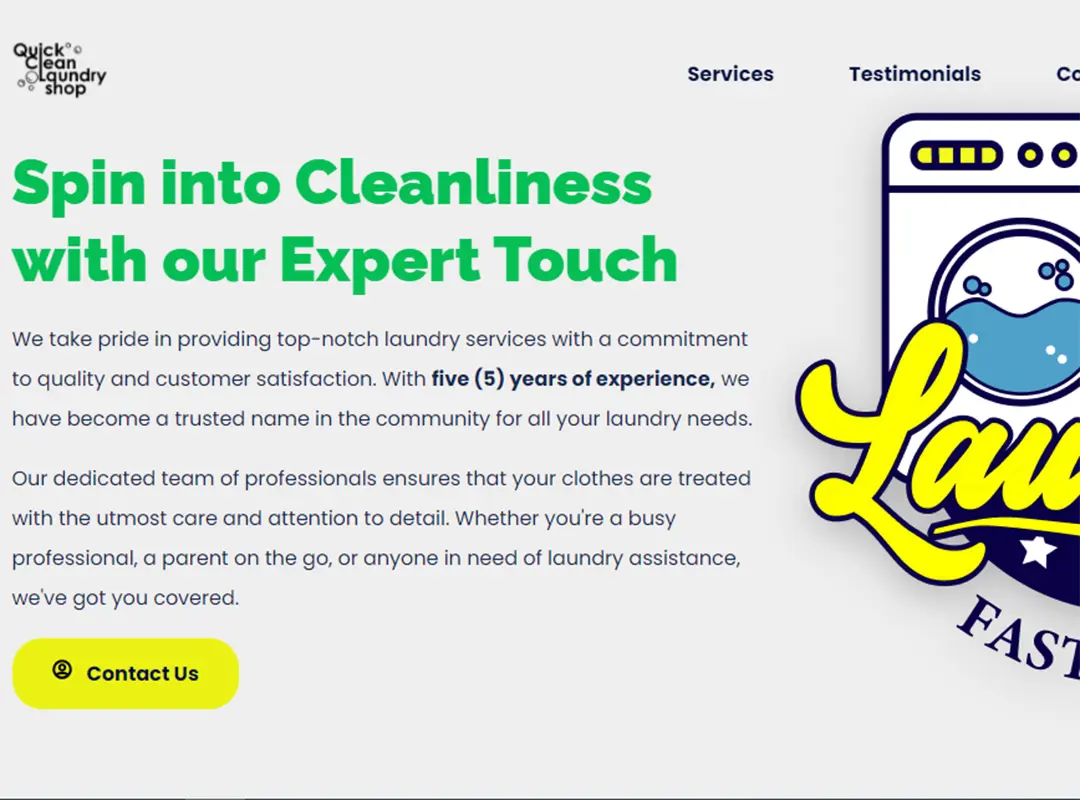 Quick
Clean
Laundry
shop
Services
Testimonials
Spin into Cleanliness
with our Expert Touch
We take pride in providing top-notch laundry services with a commitment
to quality and customer satisfaction. With five (5) years of experience, we
have become a trusted name in the community for all your laundry needs.
Our dedicated team of professionals ensures that your clothes are treated
with the utmost care and attention to detail. Whether you're a busy
professional, a parent on the go, or anyone in need of laundry assistance,
we've got you covered.
Contact Us
Lau
FAST